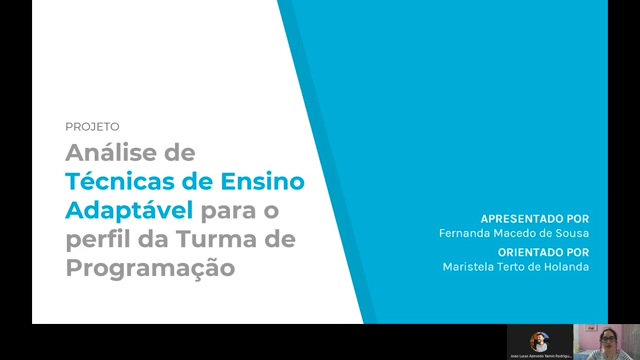 PROJETO
Análise de
Técnicas de Ensino
Adaptável para o
perfil da Turma de
Programação
APRESENTADO POR
Fernanda Macedo de Sousa
ORIENTADO POR
Maristela Terto de Holanda